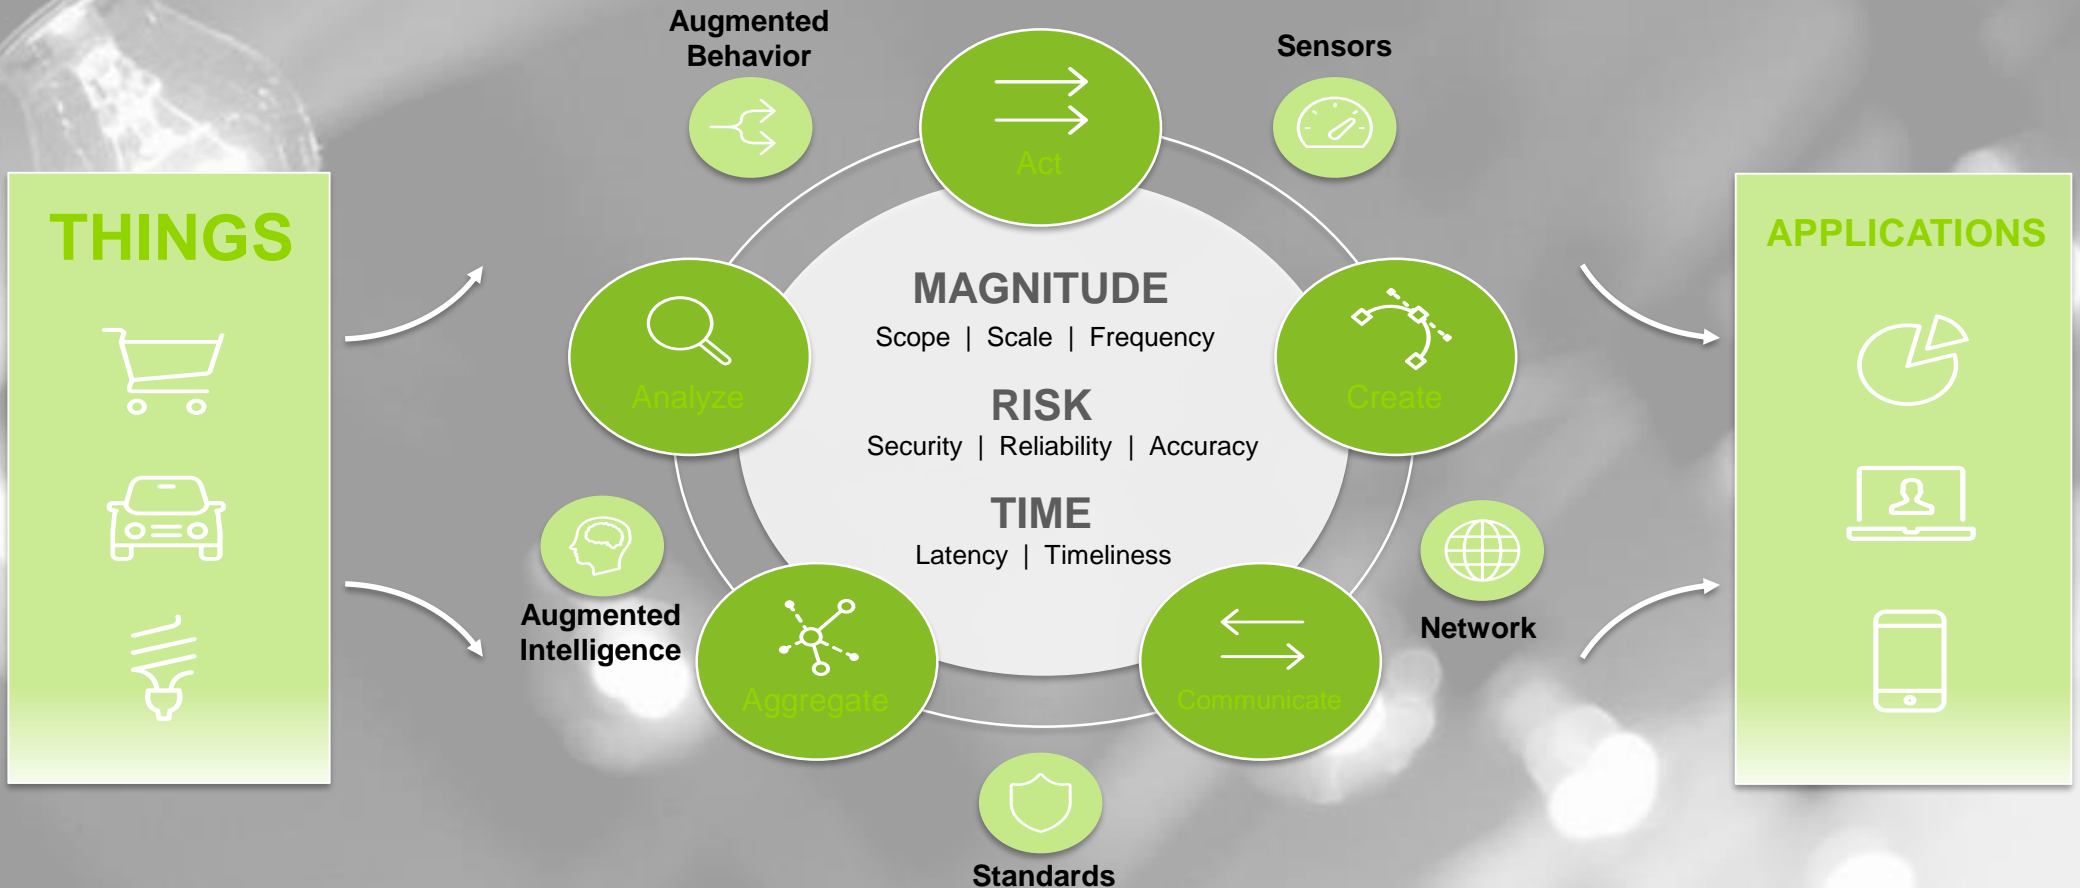 Augmented
Behavior
Sensors
Act
THINGS
APPLICATIONS
MAGNITUDE
Scope | Scale | Frequency
Analyze
Create
RISK
Security | Reliability | Accuracy
TIME
Latency | Timeliness
Augmented
Intelligence
Network
Aggregate
Communicate
Standards